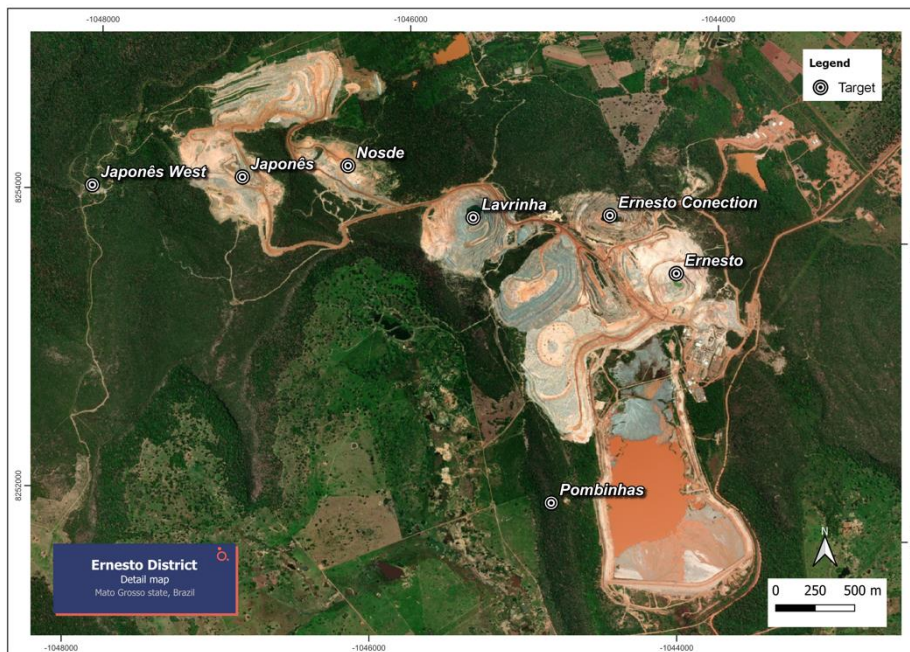 -1048000
-1046000
-1044000
Legend
Target
Nosde
Japonês West
Japonês
8254000
Lavrinha
Ernesto Conection
Ernesto
8252000
Pombinhas
N
Ernesto District
Detail map
Mato Grosso state, Brazil
0 250 500 m
-1048000
-1046000
-1044000